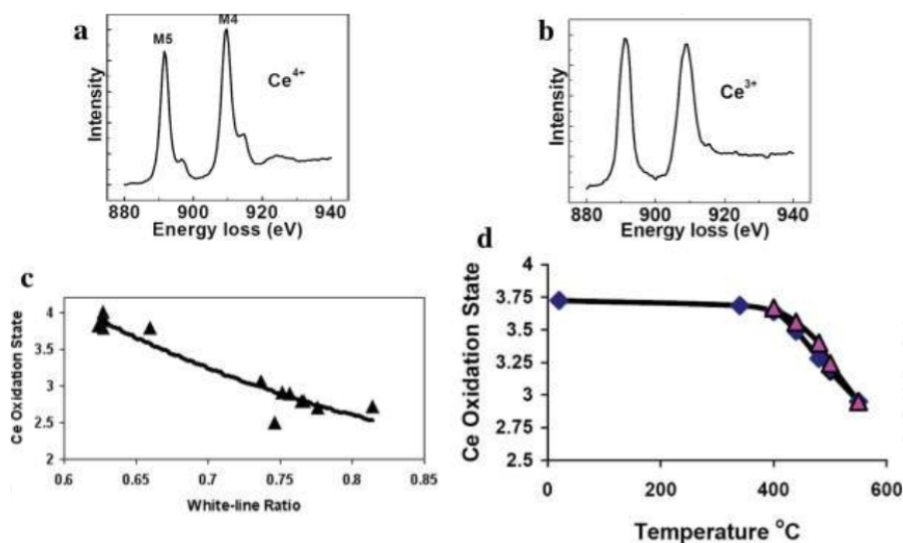 a
M5
M4
Ce4+
Intensity
880 900 920 940
Energy loss (eV)
b
Ce3+
Intensity
880 900 920 940
Energy loss (eV)
c
Ce Oxidation State
4
3.5
3
2.5
2
0.6 0.65 0.7 0.75 0.8 0.85
White-line Ratio
d
Ce Oxidation State
4
3.75
3.5
3.25
3
2.75
2.5
0 200 400 600
Temperature °C